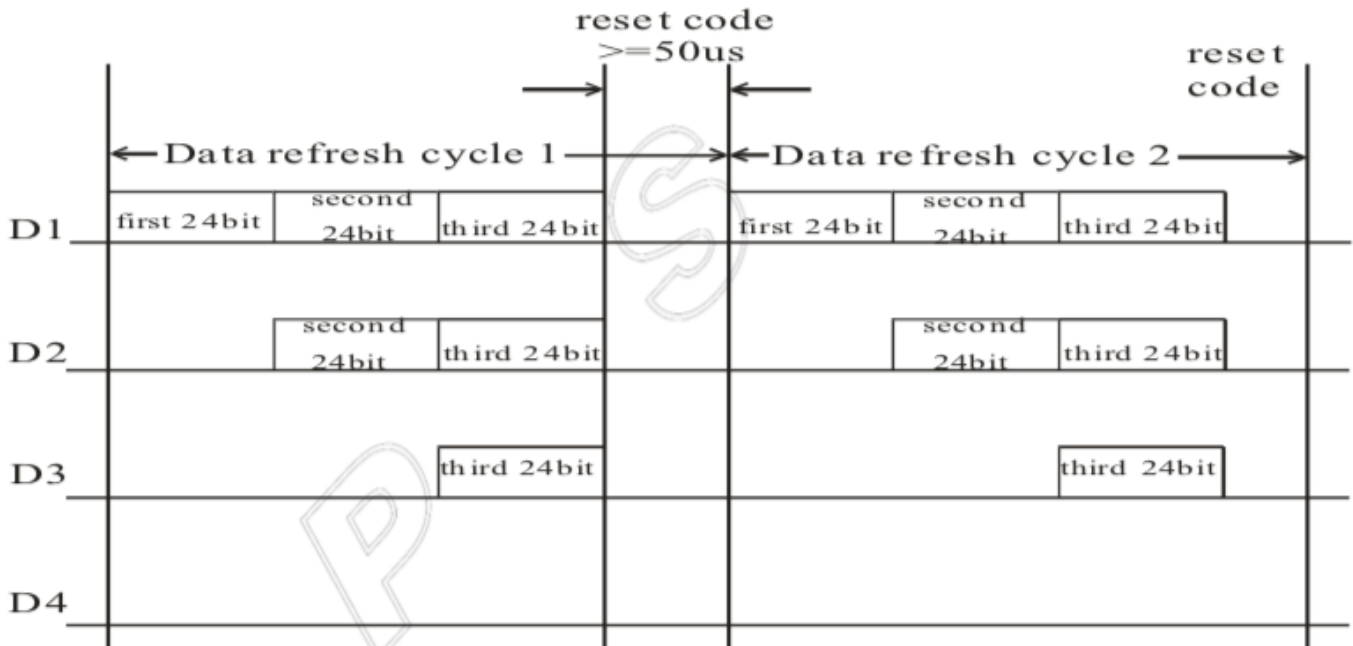 reset code
>=50us
reset
code
Data refresh cycle 1
Data refresh cycle 2
D1
first 24bit
second
24bit
third 24bit
first 24bit
second
24bit
third 24bit
D2
second
24bit
third 24bit
second
24bit
third 24bit
D3
third 24bit
third 24bit
D4
S
P